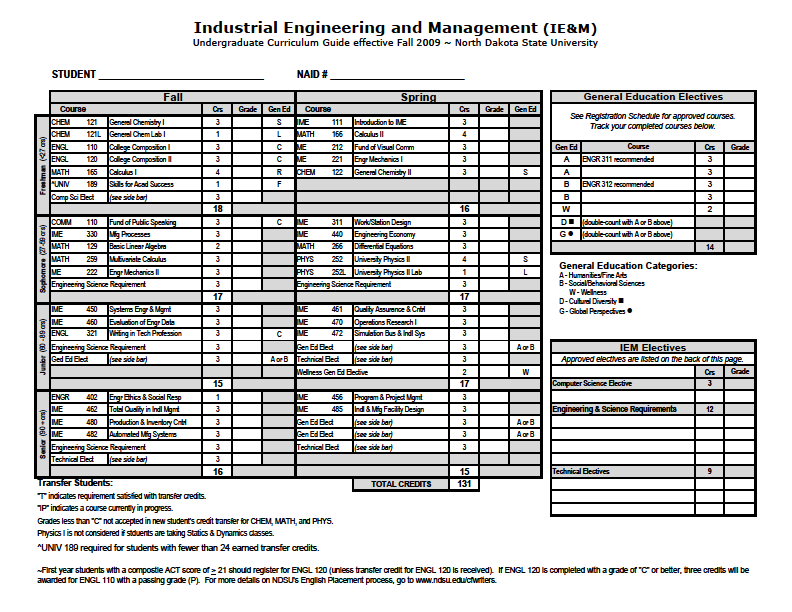 Industrial Engineering and Management (IE&M)
Undergraduate Curriculum Guide effective Fall 2009 ~ North Dakota State University
STUDENT NAID #
Fall Spring
Course Crs Grade Gen Ed Course Crs Grade Gen Ed
Freshman (<27 crs)
CHEM 121 General Chemistry I 3 S IME 111 Introduction to IME 3
CHEM 121L General Chem Lab I 1 L MATH 166 Calculus II 4
ENGL 110 College Composition I 3 C ME 212 Fund of Visual Comm 3
ENGL 120 College Composition II 3 C ME 221 Engr Mechanics I 3
MATH 165 Calculus I 4 R CHEM 122 General Chemistry II 3 S
^UNIV 189 Skills for Acad Success 1 F
Comp Sci Elect (see side bar) 3
18 16
Sophomore (27-59 crs)
COMM 110 Fund of Public Speaking 3 C IME 311 Work/Station Design 3
IME 330 Mfg Processes 3 IME 440 Engineering Economy 3
MATH 129 Basic Linear Algebra 2 MATH 266 Differential Equations 3
MATH 259 Multivariate Calculus 3 PHYS 252 University Physics II 4 S
ME 222 Engr Mechanics II 3 PHYS 252L University Physics II Lab 1 L
Engineering Science Requirement 3 Engineering Science Requirement 3
17 17
Junior (60 - 89 crs)
IME 450 Systems Engr & Mgmt 3 IME 461 Quality Assurance & Cntrl 3
IME 460 Evaluation of Engr Data 3 IME 470 Operations Research I 3
ENGL 321 Writing in Tech Profession 3 C IME 472 Simulation Bus & Indl Sys 3
Engineering Science Requirement 3 Gen Ed Elect (see side bar) 3 A or B
Ged Ed Elect (see side bar) 3 A or B Technical Elect (see side bar) 3
Wellness Gen Ed Elective 2 W
15 17
Senior (90 + crs)
ENGR 402 Engr Ethics & Social Resp 1 IME 456 Program & Project Mgmt 3
IME 462 Total Quality in Indl Mgmt 3 IME 485 Indl & Mfg Facility Design 3
IME 480 Production & Inventory Cntrl 3 Gen Ed Elect (see side bar) 3 A or B
IME 482 Automated Mfg Systems 3 Gen Ed Elect (see side bar) 3 A or B
Engineering Science Requirement 3 Technical Elect (see side bar) 3
Technical Elect (see side bar) 3
16 15
TOTAL CREDITS 131
General Education Electives
See Registration Schedule for approved courses.
Track your completed courses below.
Gen Ed Course Crs Grade
A ENGR 311 recommended 3
A 3
B ENGR 312 recommended 3
B 3
W 2
D ■ (double-count with A or B above)
G ● (double-count with A or B above)
14
General Education Categories:
A - Humanities/Fine Arts
B - Social/Behavioral Sciences
W - Wellness
D - Cultural Diversity ■
G - Global Perspectives ●
IEM Electives
Approved electives are listed on the back of this page.
Crs Grade
Computer Science Elective 3
Engineering & Science Requirements 12
Technical Electives 9
Transfer Students:
"T" indicates requirement satisfied with transfer credits.
"IP" indicates a course currently in progress.
Grades less than "C" not accepted in new student's credit transfer for CHEM, MATH, and PHYS.
Physics I is not considered if stduents are taking Statics & Dynamics classes.
^UNIV 189 required for students with fewer than 24 earned transfer credits.
~First year students with a compostie ACT score of ≥ 21 should register for ENGL 120 (unless transfer credit for ENGL 120 is received). If ENGL 120 is completed with a grade of "C" or better, three credits will be
awarded for ENGL 110 with a passing grade (P). For more details on NDSU's English Placement process, go to www.ndsu.edu/cfwriters.